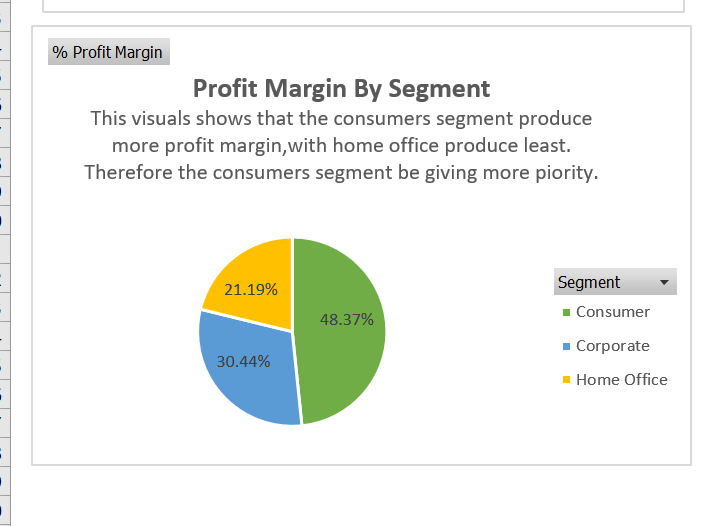 % Profit Margin
Profit Margin By Segment
This visuals shows that the consumers segment produce
more profit margin,with home office produce least.
Therefore the consumers segment be giving more piority.
21.19%
48.37%
30.44%
Segment
Consumer
Corporate
Home Office